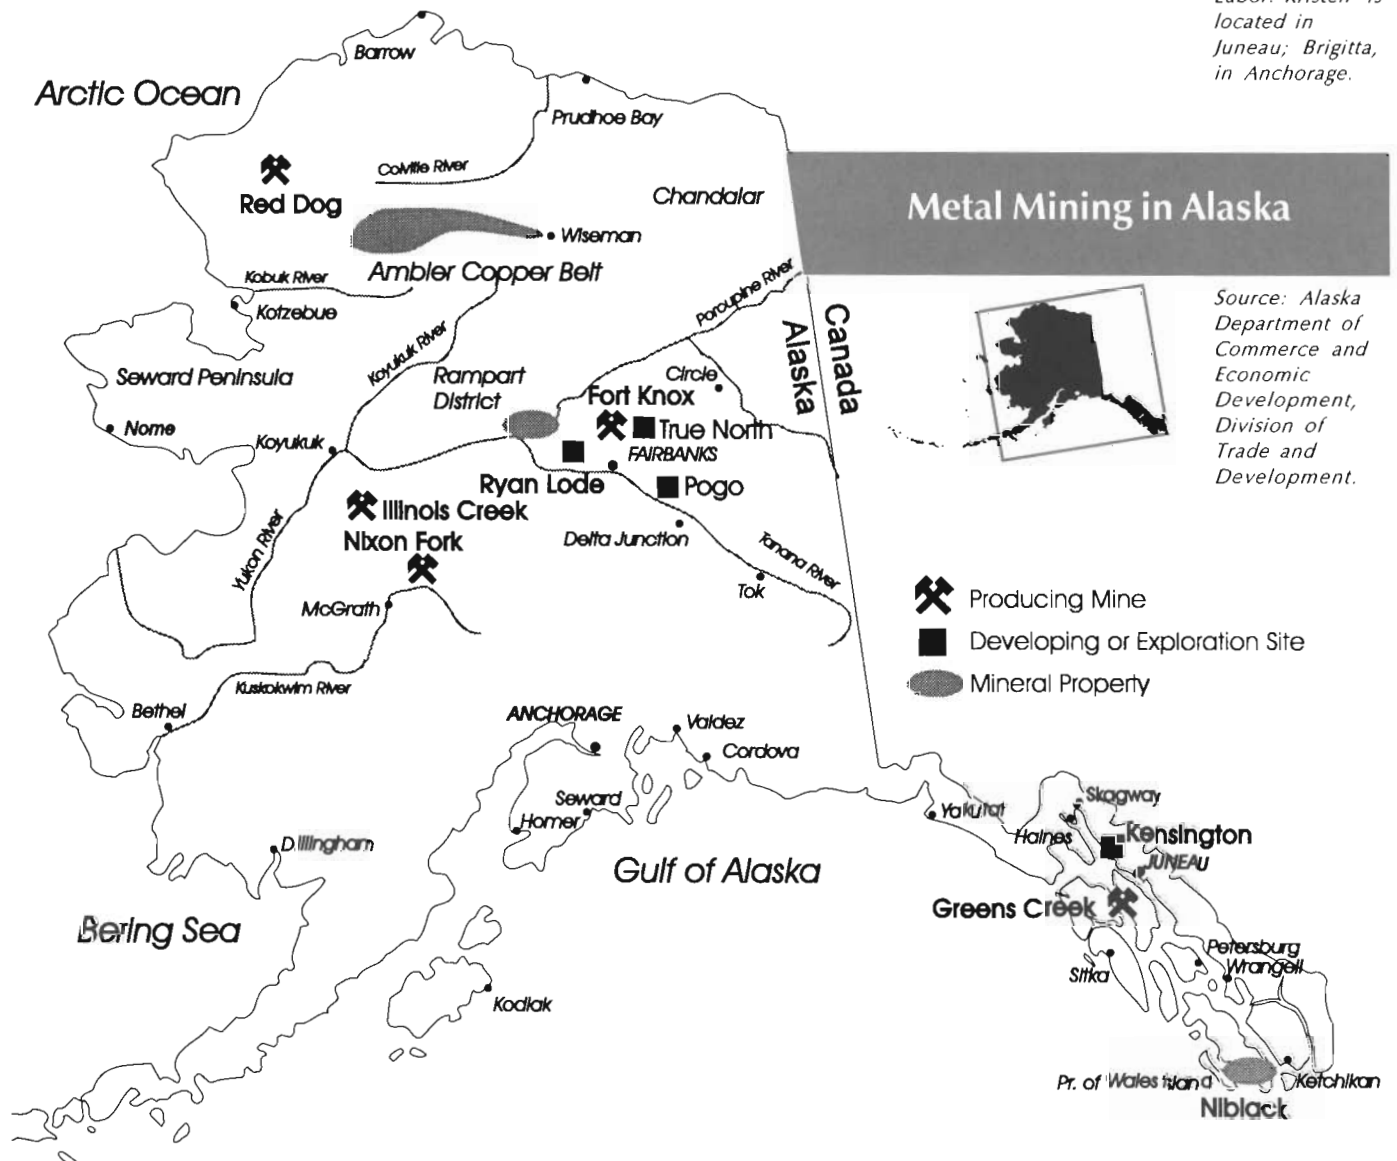 located in
Juneau; Brigitta,
in Anchorage.
Barrow
Arctic Ocean
Prudhoe Bay
Colville River
Red Dog
Chandalar
Metal Mining in Alaska
Wiseman
Ambler Copper Belt
Kobuk River
Kotzebue
Porcupine River
Koyukuk River
Alaska
Canada
Source: Alaska
Department of
Commerce and
Economic
Development,
Division of
Trade and
Development.
Seward Peninsula
Rampart
District
Circle
Fort Knox
True North
Nome
Koyukuk
FAIRBANKS
Ryan Lode
Pogo
Illinois Creek
Nixon Fork
Delta Junction
Yukon River
Tanana River
Tok
McGrath
Producing Mine
Developing or Exploration Site
Mineral Property
Kuskokwim River
Bethel
ANCHORAGE
Valdez
Cordova
Seward
Homer
Dillingham
Gulf of Alaska
Yakutat
Skagway
Haines
Kensington
JUNEAU
Greens Creek
Bering Sea
Petersburg
Wrangell
Sitka
Kodiak
Pr. of Wales Island
Ketchikan
Niblack